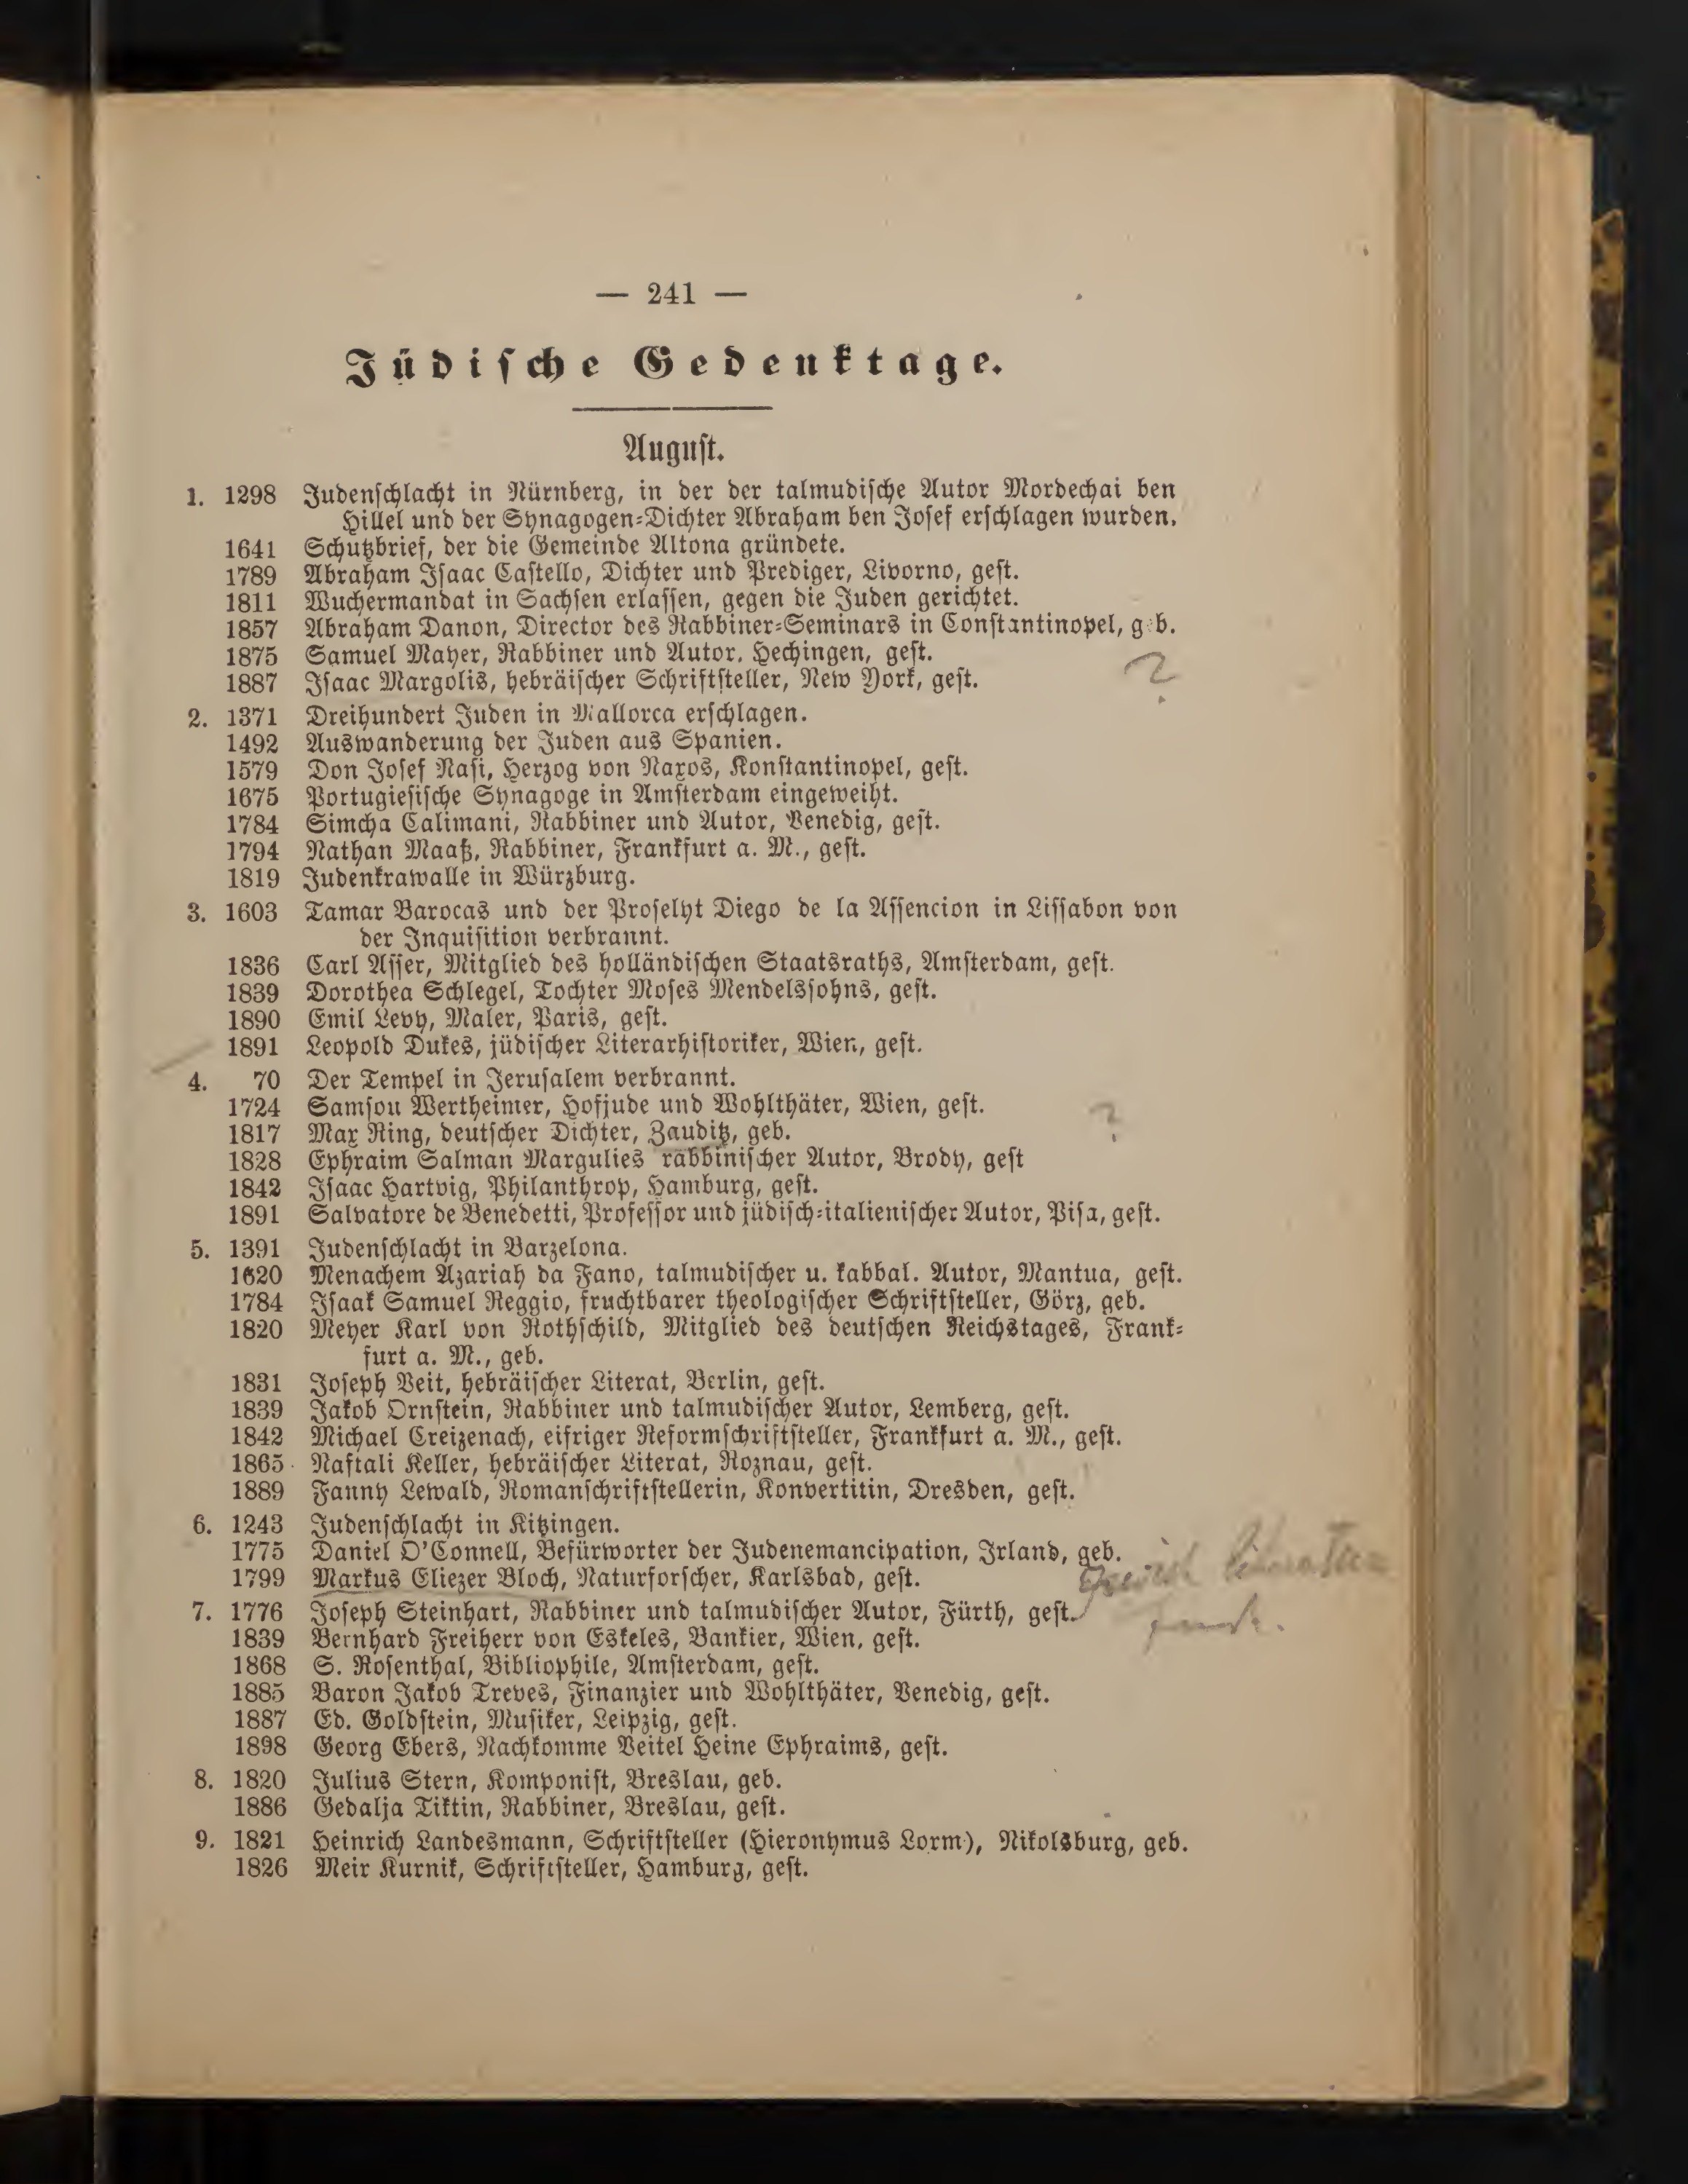 — 241 —
Jüdische Gedenktage.
August.
1. 1298 Judenschlacht in Nürnberg, in der der talmudische Autor Mordechai ben
Hillel und der Synagogen-Dichter Abraham ben Josef erschlagen wurden.
1641 Schutzbrief, der die Gemeinde Altona gründete.
1789 Abraham Isaac Castello, Dichter und Prediger, Livorno, gest.
1811 Wuchermandat in Sachsen erlassen, gegen die Juden gerichtet.
1857 Abraham Danon, Director des Rabbiner-Seminars in Constantinopel, g b.
1875 Samuel Mayer, Rabbiner und Autor. Hechingen, gest.
1887 Isaac Margolis, hebräischer Schriftsteller, New York, gest. ?
2. 1371 Dreihundert Juden in Mallorca erschlagen.
1492 Auswanderung der Juden aus Spanien.
1579 Don Josef Nasi, Herzog von Naxos, Konstantinopel, gest.
1675 Portugiesische Synagoge in Amsterdam eingeweiht.
1784 Simcha Calimani, Rabbiner und Autor, Venedig, gest.
1794 Nathan Maaß, Rabbiner, Frankfurt a. M., gest.
1819 Judenkrawalle in Würzburg.
3. 1603 Tamar Barocas und der Proselyt Diego de la Assencion in Lissabon von
der Inquisition verbrannt.
1836 Carl Asser, Mitglied des holländischen Staatsraths, Amsterdam, gest.
1839 Dorothea Schlegel, Tochter Moses Mendelssohns, gest.
1890 Emil Levy, Maler, Paris, gest.
1891 Leopold Dukes, jüdischer Literarhistoriker, Wien, gest.
4. 70 Der Tempel in Jerusalem verbrannt.
1724 Samsou Wertheimer, Hofjude und Wohlthäter, Wien, gest.
1817 Max Ring, deutscher Dichter, Zauditz, geb. ?
1828 Ephraim Salman Margulies rabbinischer Autor, Brody, gest
1842 Isaac Hartvig, Philanthrop, Hamburg, gest.
1891 Salvatore de Benedetti, Professor und jüdisch-italienischer Autor, Pisa, gest.
5. 1391 Judenschlacht in Barzelona.
1620 Menachem Azariah da Fano, talmudischer u. kabbal. Autor, Mantua, gest.
1784 Isaak Samuel Reggio, fruchtbarer theologischer Schriftsteller, Görz, geb.
1820 Meyer Karl von Rothschild, Mitglied des deutschen Reichstages, Frank-
furt a. M., geb.
1831 Joseph Veit, hebräischer Literat, Berlin, gest.
1839 Jakob Ornstein, Rabbiner und talmudischer Autor, Lemberg, gest.
1842 Michael Creizenach, eifriger Reformschriftsteller, Frankfurt a. M., gest.
1865 Naftali Keller, hebräischer Literat, Roznau, gest.
1889 Fanny Lewald, Romanschriftstellerin, Konvertitin, Dresden, gest.
6. 1243 Judenschlacht in Kitzingen.
1775 Daniel O'Connell, Befürworter der Judenemancipation, Irland, geb.
1799 Markus Eliezer Bloch, Naturforscher, Karlsbad, gest.
7. 1776 Joseph Steinhart, Rabbiner und talmudischer Autor, Fürth, gest.
1839 Bernhard Freiherr von Eskeles, Bankier, Wien, gest.
1868 S. Rosenthal, Bibliophile, Amsterdam, gest.
1885 Baron Jakob Treves, Finanzier und Wohlthäter, Venedig, gest.
1887 Ed. Goldstein, Musiker, Leipzig, gest.
1898 Georg Ebers, Nachkomme Veitel Heine Ephraims, gest.
8. 1820 Julius Stern, Komponist, Breslau, geb.
1886 Gedalja Tiktin, Rabbiner, Breslau, gest.
9. 1821 Heinrich Landesmann, Schriftsteller (Hieronymus Lorm), Nikolsburg, geb.
1826 Meir Kurnik, Schriftsteller, Hamburg, gest.